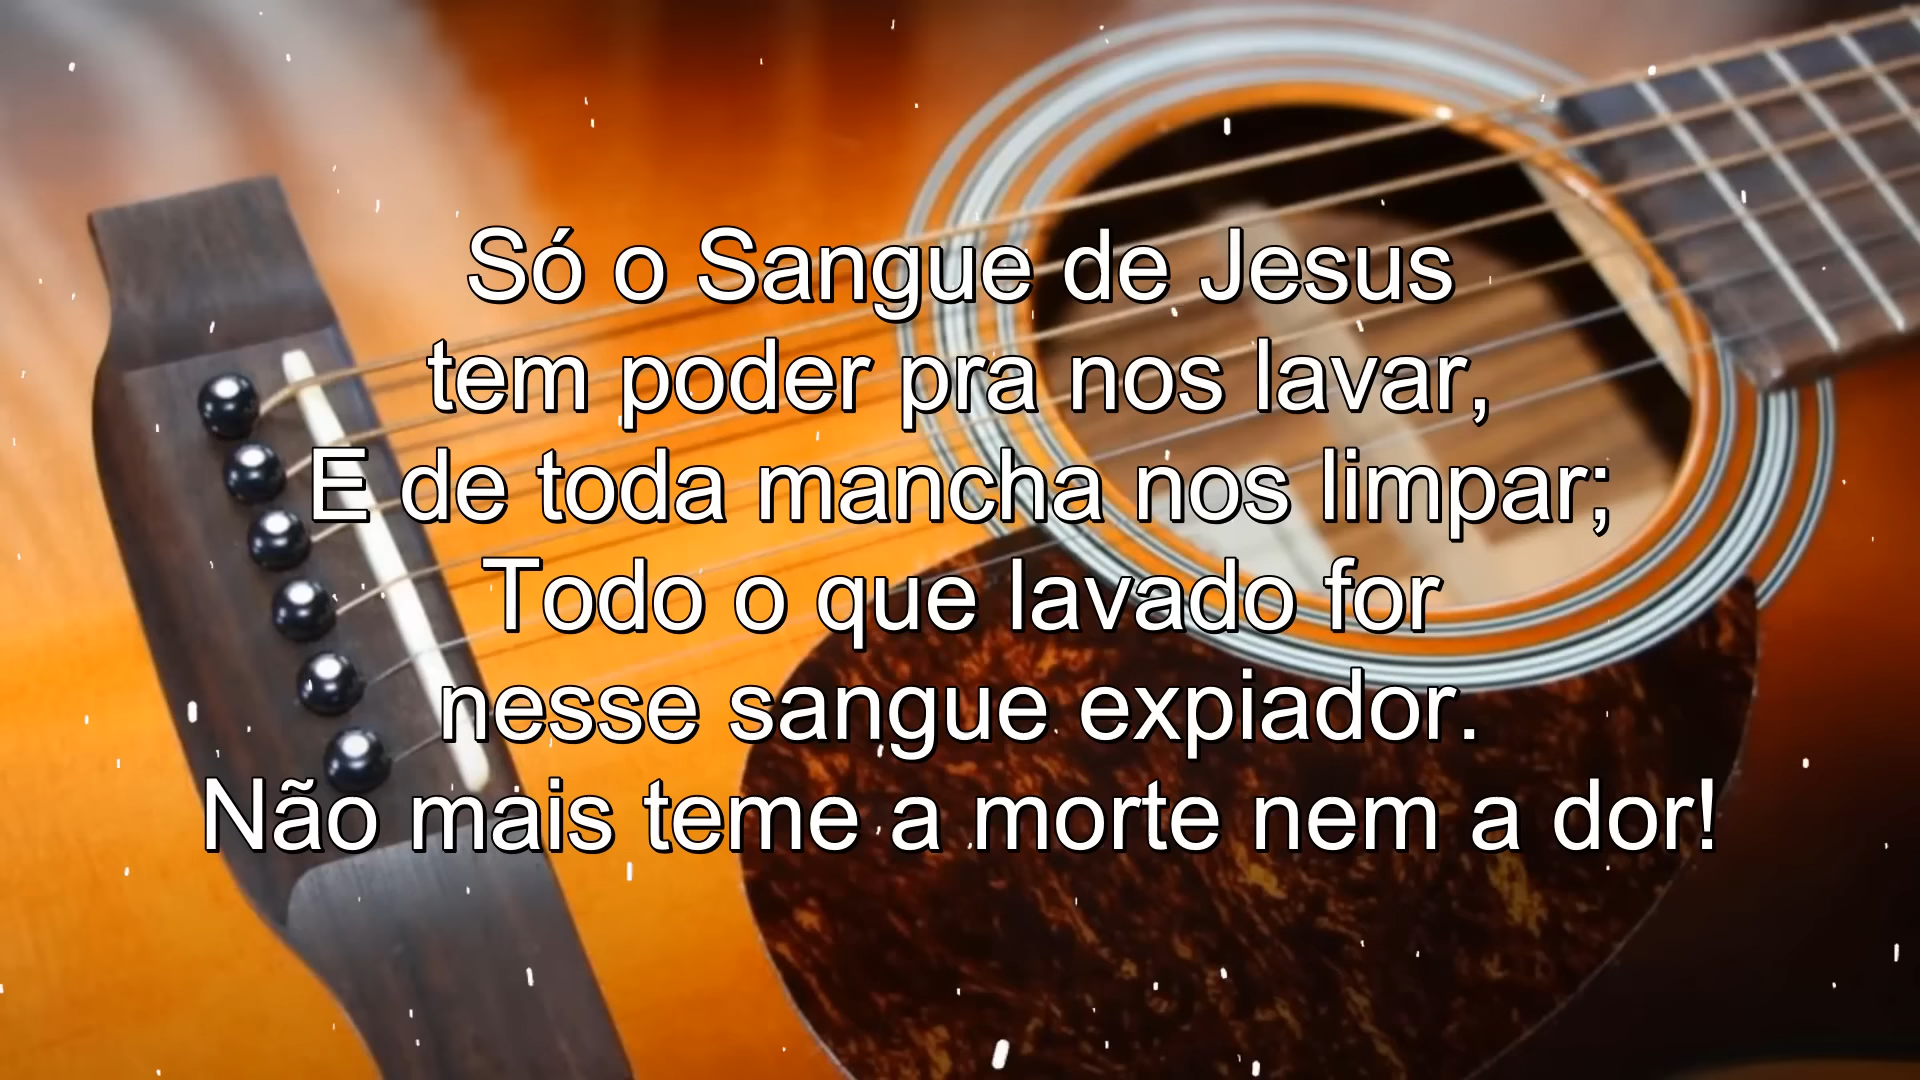 Só o Sangue de Jesus
tem poder pra nos lavar,
E de toda mancha nos limpar;
Todo o que lavado for
nesse sangue expiador.
Não mais teme a morte nem a dor!